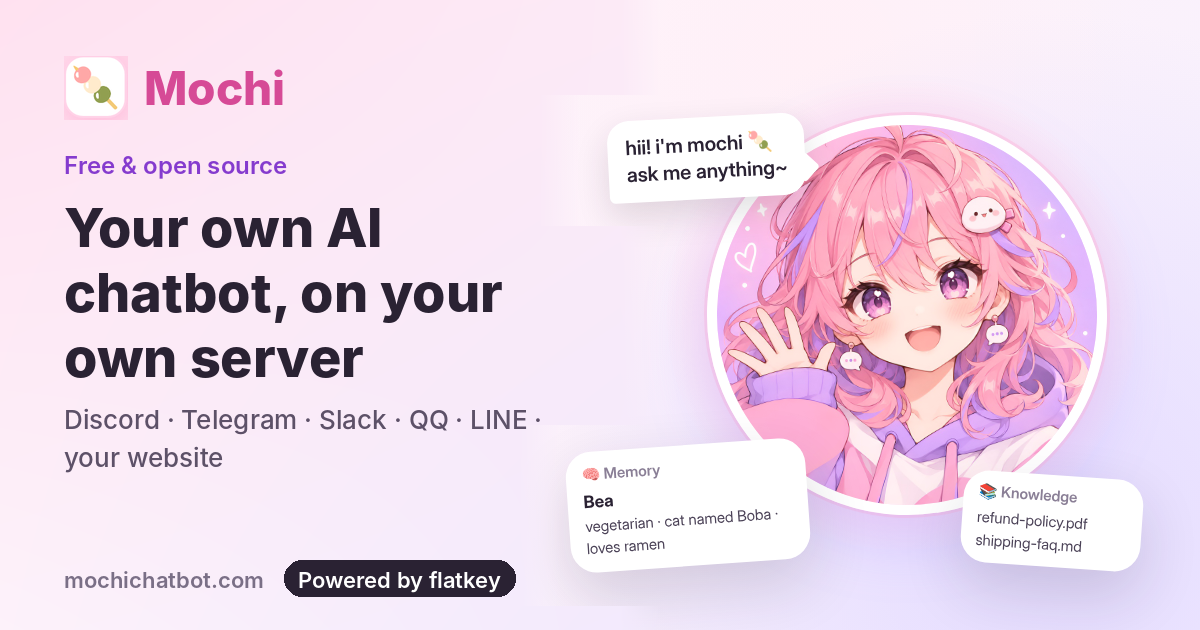 Mochi
Free & open source
Your own AI
chatbot, on your
own server
Discord · Telegram · Slack · QQ · LINE ·
your website
mochichatbot.com
Powered by flatkey
hii! i'm mochi 🍡
ask me anything~
🧠 Memory
Bea
vegetarian · cat named Boba ·
loves ramen
📚 Knowledge
refund-policy.pdf
shipping-faq.md